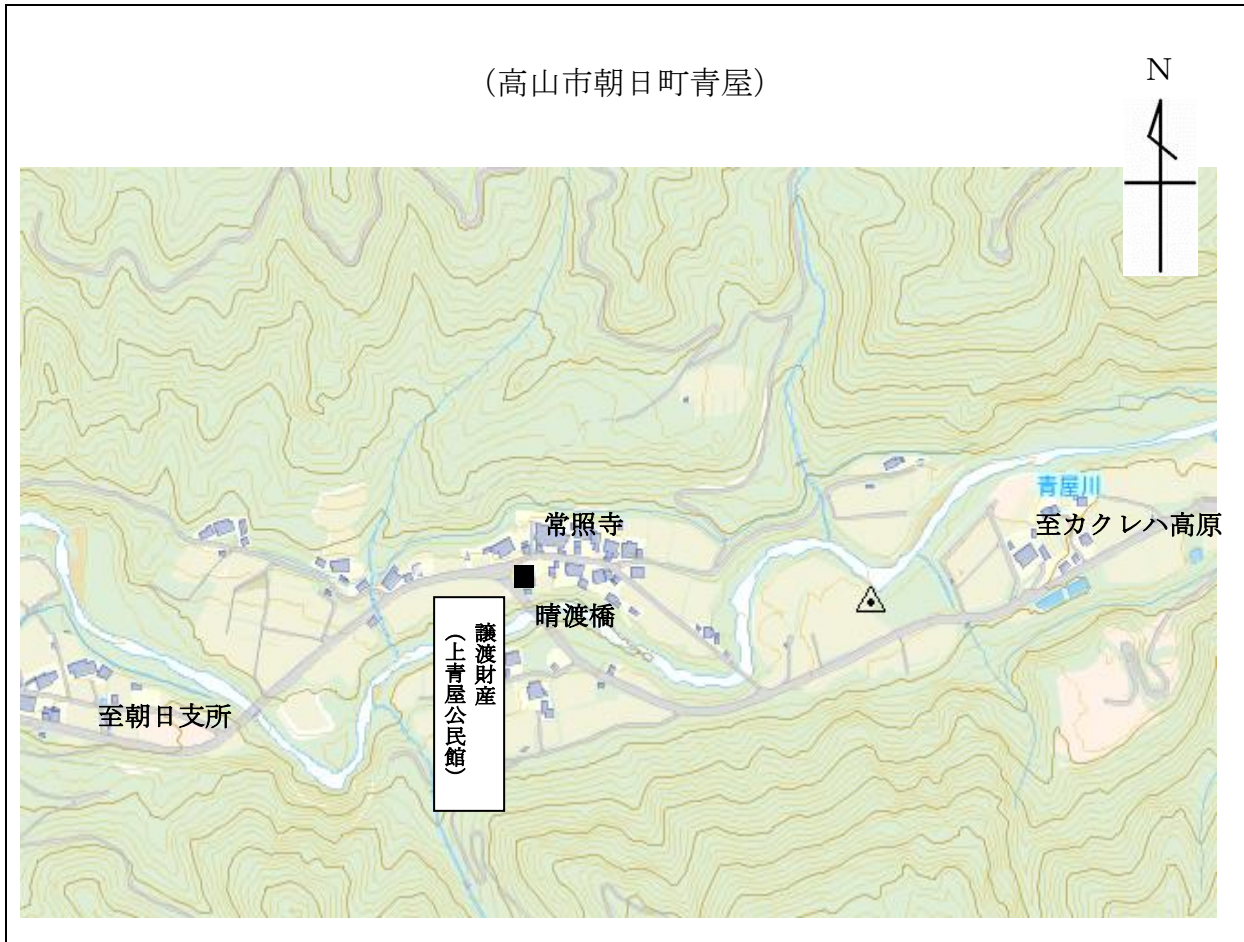 (高山市朝日町青屋)
N
青屋川
至カクレハ高原
常照寺
晴渡橋
譲渡財産
(上青屋公民館)
至朝日支所